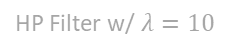 HP Filter w/ λ = 10